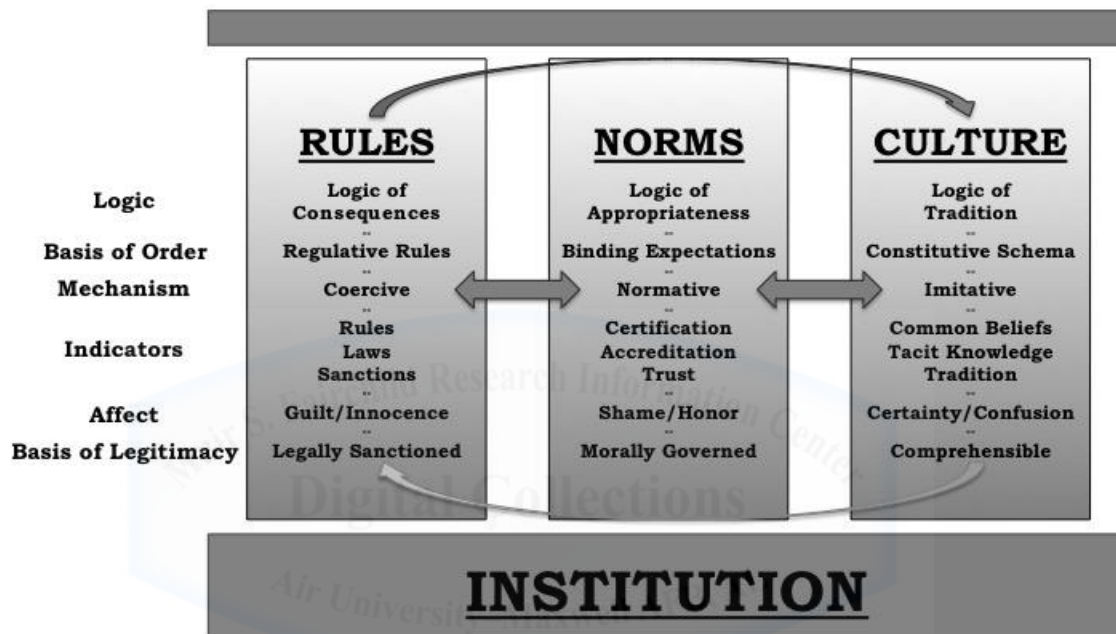 RULES NORMS CULTURE
Logic
Logic of
Consequences
Logic of
Appropriateness
Logic of
Tradition
--
--
--
Basis of Order
Regulative Rules
Binding Expectations
Constitutive Schema
--
--
--
Mechanism
Coercive
Normative
Imitative
--
--
--
Indicators
Rules
Laws
Sanctions
Certification
Accreditation
Trust
Common Beliefs
Tacit Knowledge
Tradition
--
--
--
Affect
Guilt/Innocence
Shame/Honor
Certainty/Confusion
--
--
--
Basis of Legitimacy
Legally Sanctioned
Morally Governed
Comprehensible
INSTITUTION
Muir S. Fairchild Research Information Center
Digital Collections
Air University Maxwell